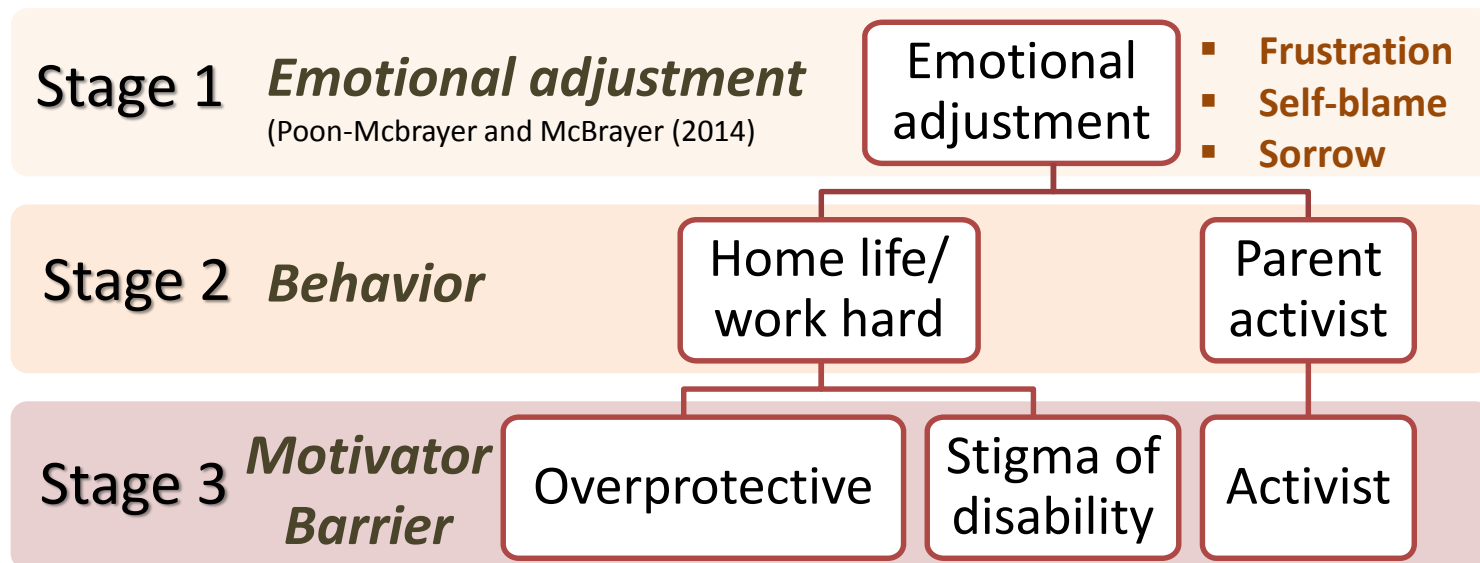 Stage 1
Emotional adjustment
(Poon-Mcbrayer and McBrayer (2014)
Emotional
adjustment
▪ Frustration
▪ Self-blame
▪ Sorrow
Stage 2
Behavior
Home life/
work hard
Parent
activist
Stage 3
Motivator
Barrier
Overprotective
Stigma of
disability
Activist